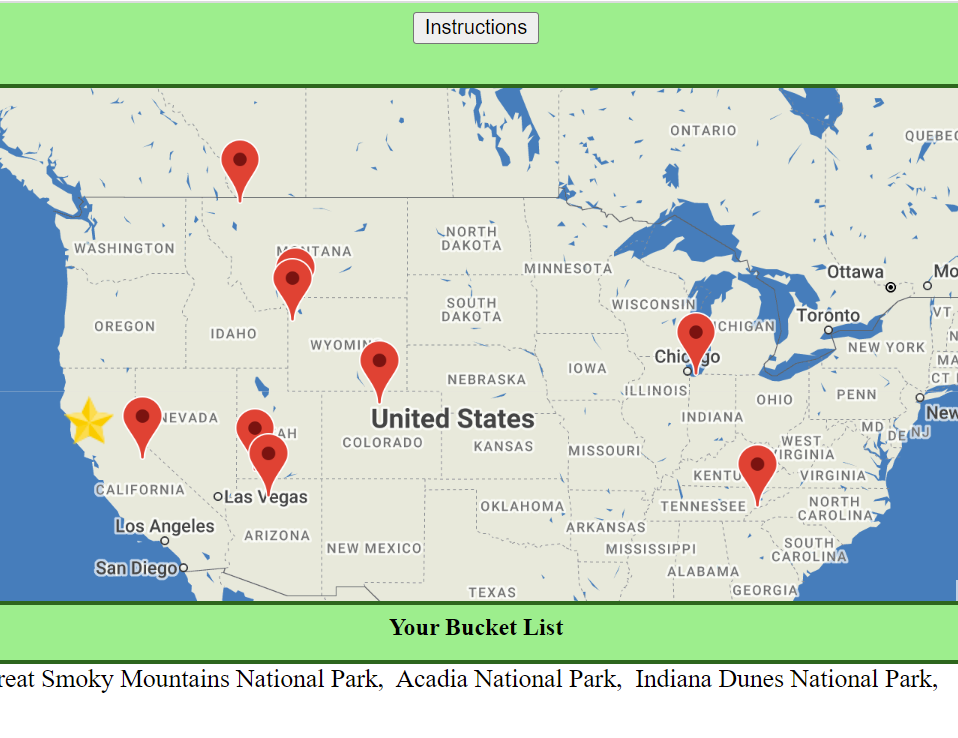 Instructions
ONTARIO
QUEBEC
WASHINGTON
MONTANA
NORTH
DAKOTA
MINNESOTA
Ottawa
Mo
OREGON
IDAHO
SOUTH
DAKOTA
WISCONSIN
Toronto
VT
WYOMIN
CHIGAN
NEW YORK
N
MA
Chicago
IOWA
NEBRASKA
ILLINOIS
OHIO
PENN
CT
NEVADA
AH
United States
COLORADO
KANSAS
MISSOURI
INDIANA
WEST
VIRGINIA
MD
DE
NJ
New
CALIFORNIA
Las Vegas
KENTU
VIRGINIA
OKLAHOMA
TENNESSEE
NORTH
CAROLINA
Los Angeles
ARIZONA
NEW MEXICO
ARKANSAS
MISSISSIPPI
SOUTH
CAROLINA
San Diego
ALABAMA
TEXAS
GEORGIA
Your Bucket List
reat Smoky Mountains National Park, Acadia National Park, Indiana Dunes National Park,